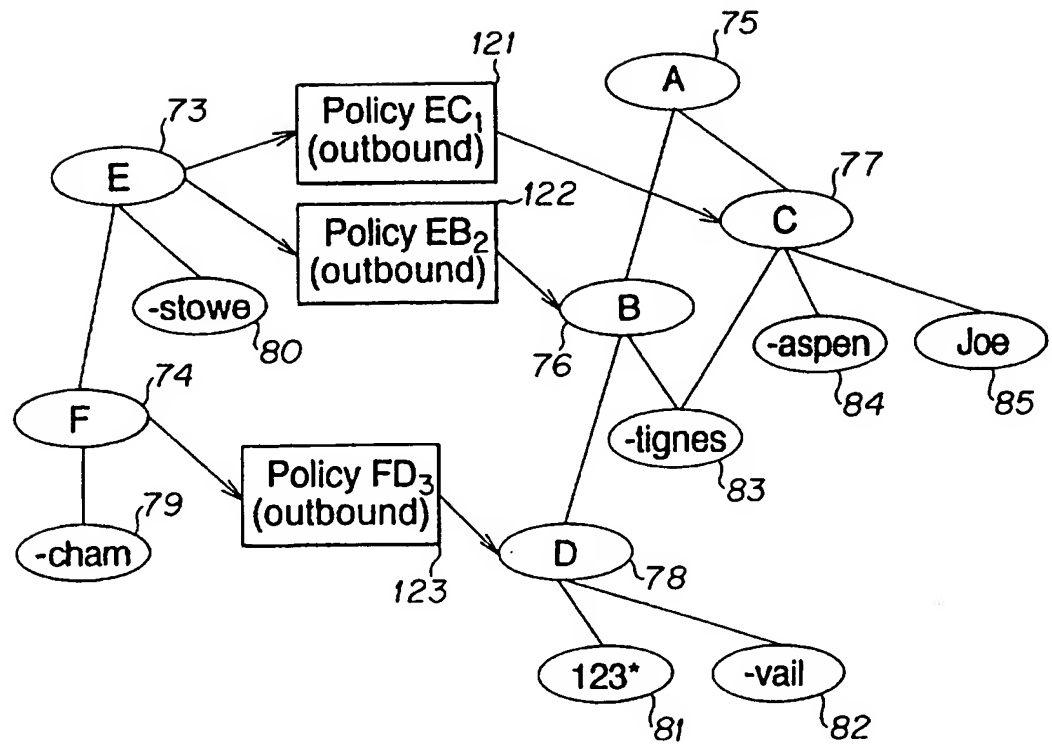 121
75
A
Policy EC₁
(outbound)
73
E
77
C
122
Policy EB₂
(outbound)
-stowe
80
B
76
-aspen
84
Joe
85
74
F
-tignes
83
Policy FD₃
(outbound)
79
-cham
123
D
78
123*
81
-vail
82